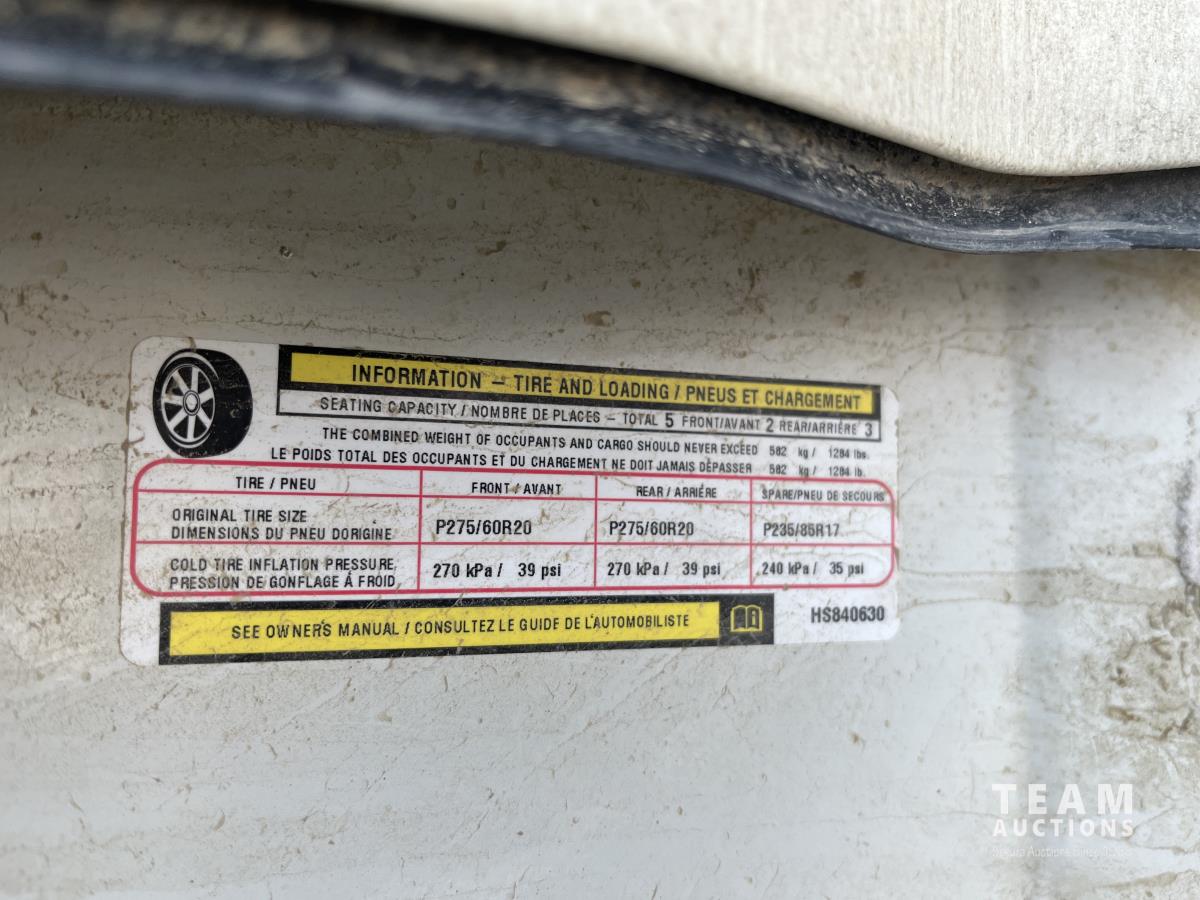 INFORMATION – TIRE AND LOADING / PNEUS ET CHARGEMENT
SEATING CAPACITY / NOMBRE DE PLACES – TOTAL 5 FRONT/AVANT 2 REAR/ARRIÉRE 3
THE COMBINED WEIGHT OF OCCUPANTS AND CARGO SHOULD NEVER EXCEED 582 kg / 1284 lbs.
LE POIDS TOTAL DES OCCUPANTS ET DU CHARGEMENT NE DOIT JAMAIS DÉPASSER 582 kg / 1284 lb.
TIRE / PNEU FRONT / AVANT REAR / ARRIÉRE SPARE/PNEU DE SECOURS
ORIGINAL TIRE SIZE
DIMENSIONS DU PNEU DORIGINE P275/60R20 P275/60R20 P235/85R17
COLD TIRE INFLATION PRESSURE
PRESSION DE GONFLAGE Á FROID 270 kPa / 39 psi 270 kPa / 39 psi 240 kPa / 35 psi
SEE OWNER'S MANUAL / CONSULTEZ LE GUIDE DE L'AUTOMOBILISTE
HS840630
TEAM
AUCTIONS